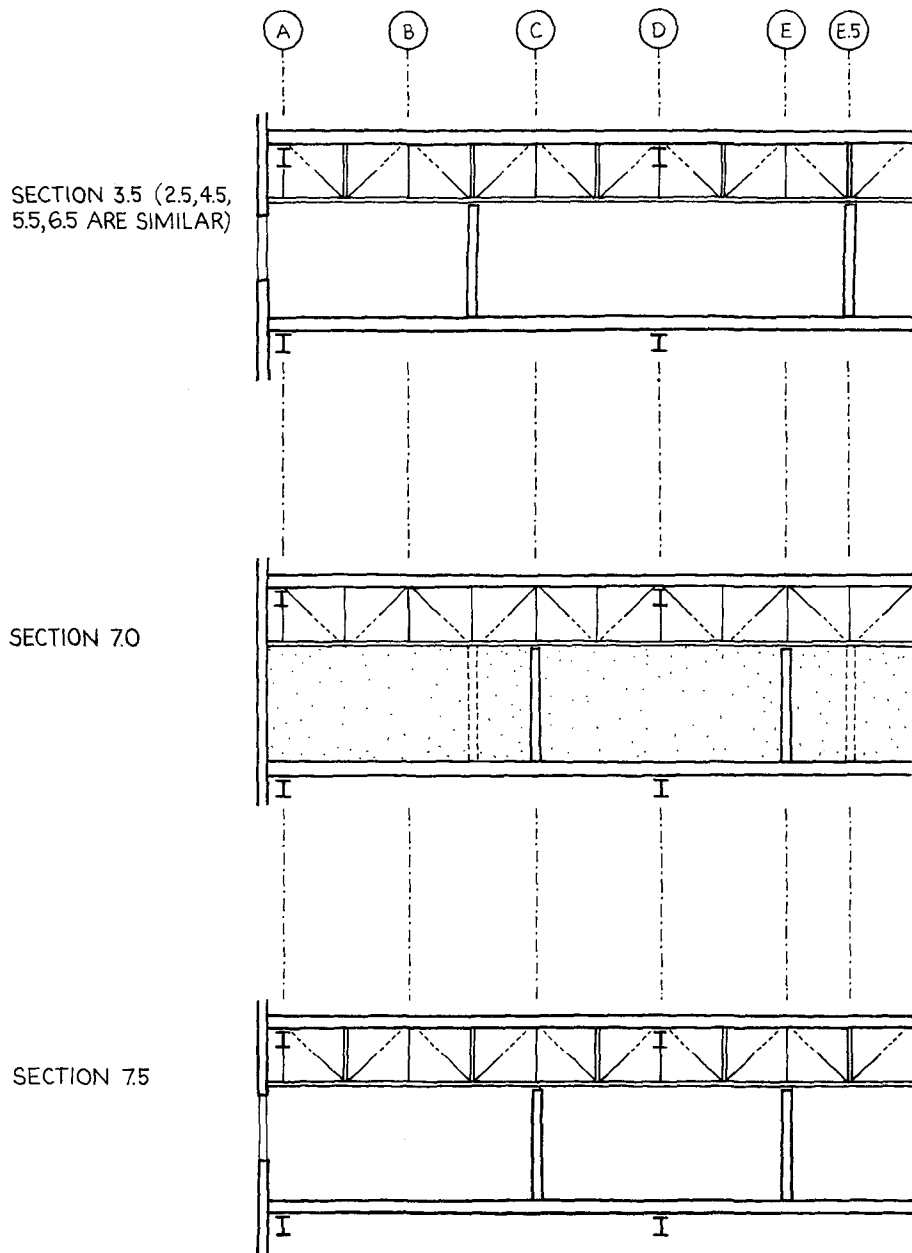 A B C D E E.5
SECTION 3.5 (2.5,4.5,
5.5,6.5 ARE SIMILAR)
SECTION 7.0
SECTION 7.5